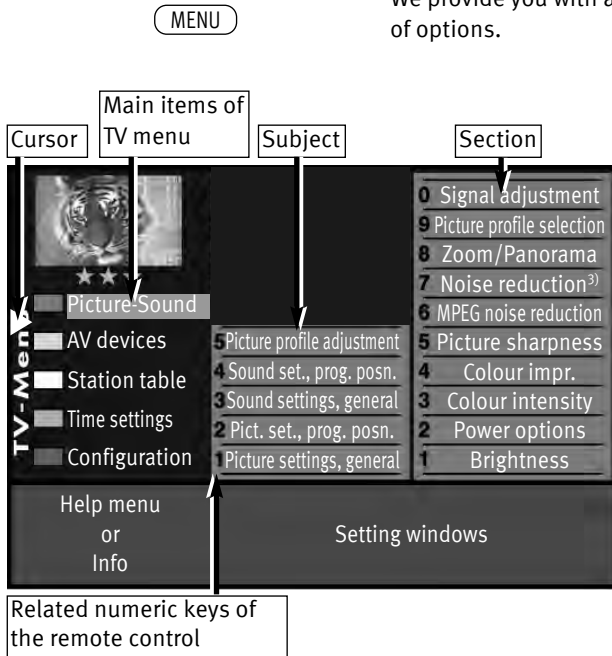 We provide you with a
of options.
MENU
Main items of
TV menu
Cursor
Subject
Section
TV-Menu
Picture-Sound
AV devices
Station table
Time settings
Configuration
5 Picture profile adjustment
4 Sound set., prog. posn.
3 Sound settings, general
2 Pict. set., prog. posn.
1 Picture settings, general
0 Signal adjustment
9 Picture profile selection
8 Zoom/Panorama
7 Noise reduction3)
6 MPEG noise reduction
5 Picture sharpness
4 Colour impr.
3 Colour intensity
2 Power options
1 Brightness
Help menu
or
Info
Setting windows
Related numeric keys of
the remote control